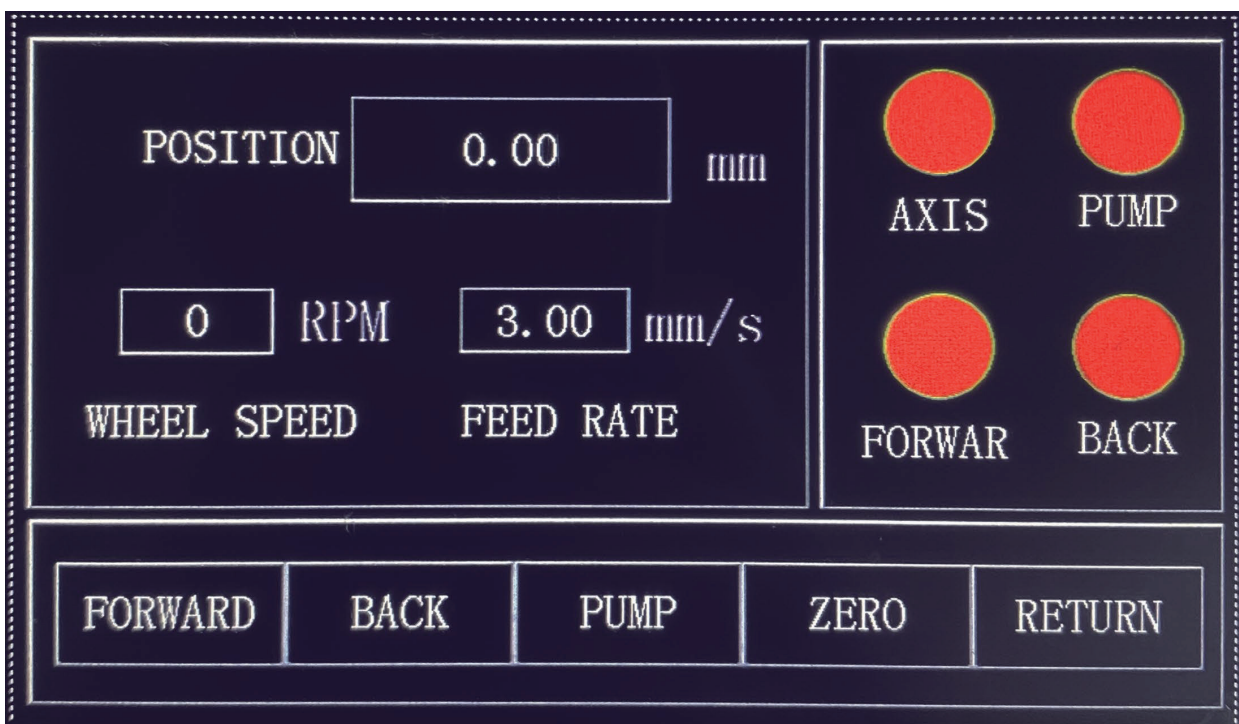 POSITION 0.00 mm
0 RPM 3.00 mm/s
WHEEL SPEED FEED RATE
AXIS PUMP
FORWAR BACK
FORWARD BACK PUMP ZERO RETURN